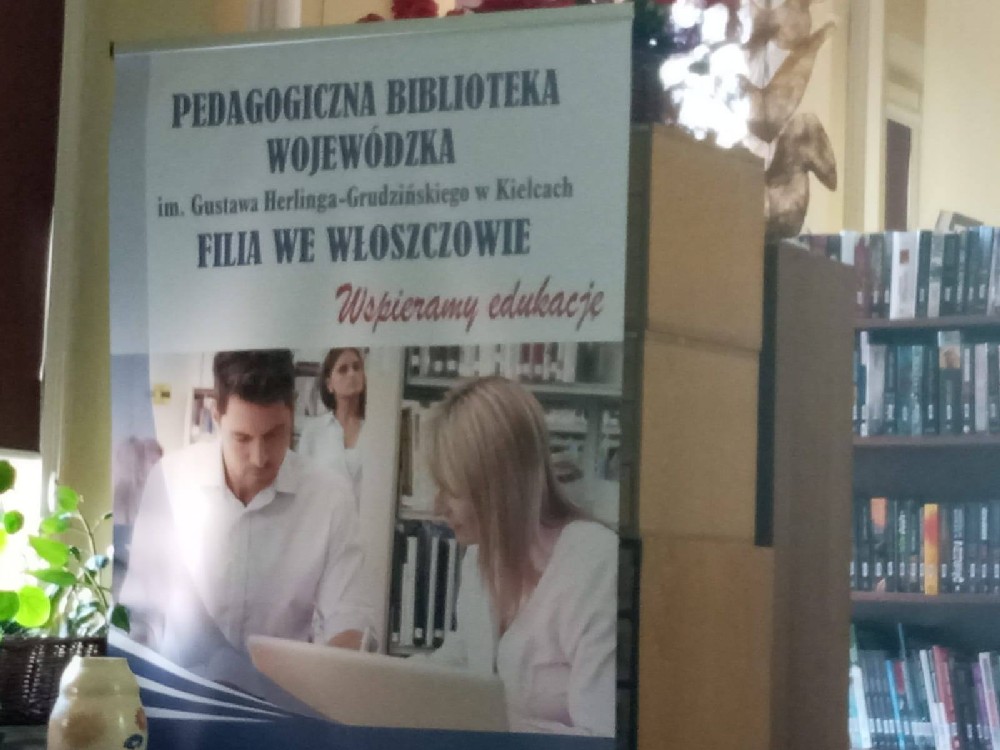 PEDAGOGICZNA BIBLIOTEKA
WOJEWÓDZKA
im. Gustawa Herlinga-Grudzińskiego w Kielcach
FILIA WE WŁOSZCZOWIE
Wspieramy edukację